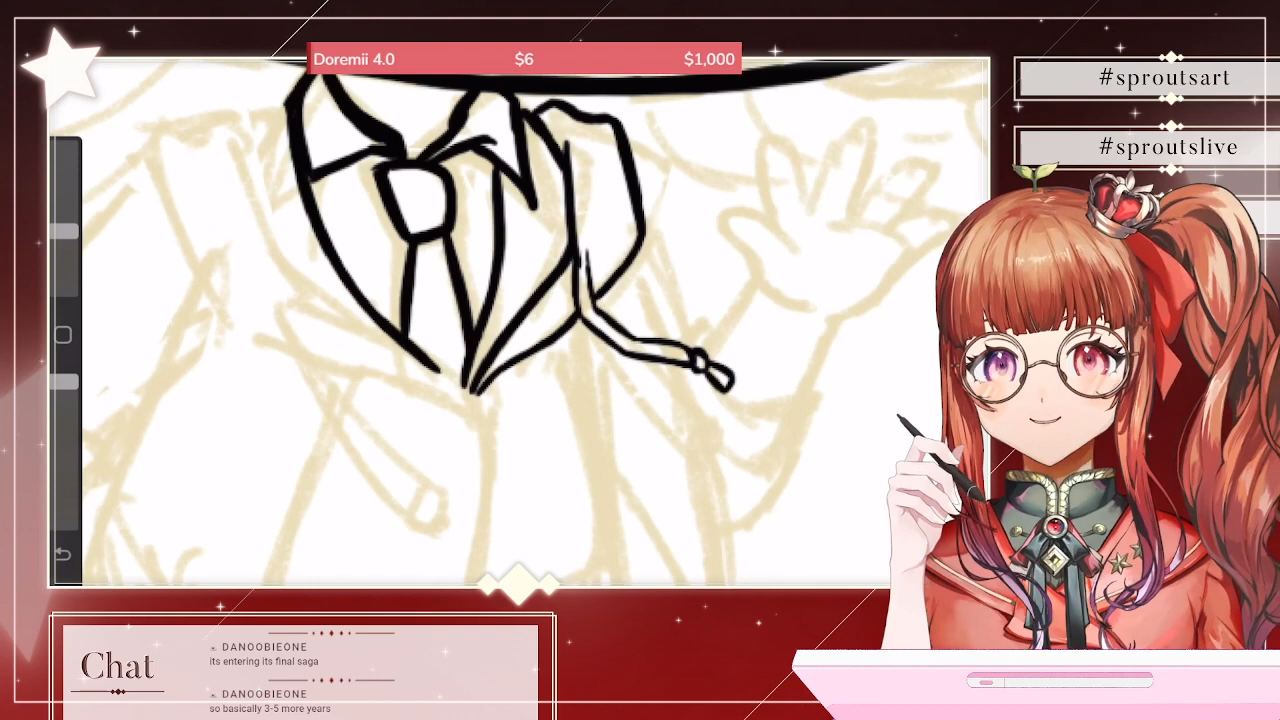 Doremii 4.0 $6 $1,000
#sproutsart
#sproutslive
Chat
DANOOBIEONE
its entering its final saga
DANOOBIEONE
so basically 3-5 more years